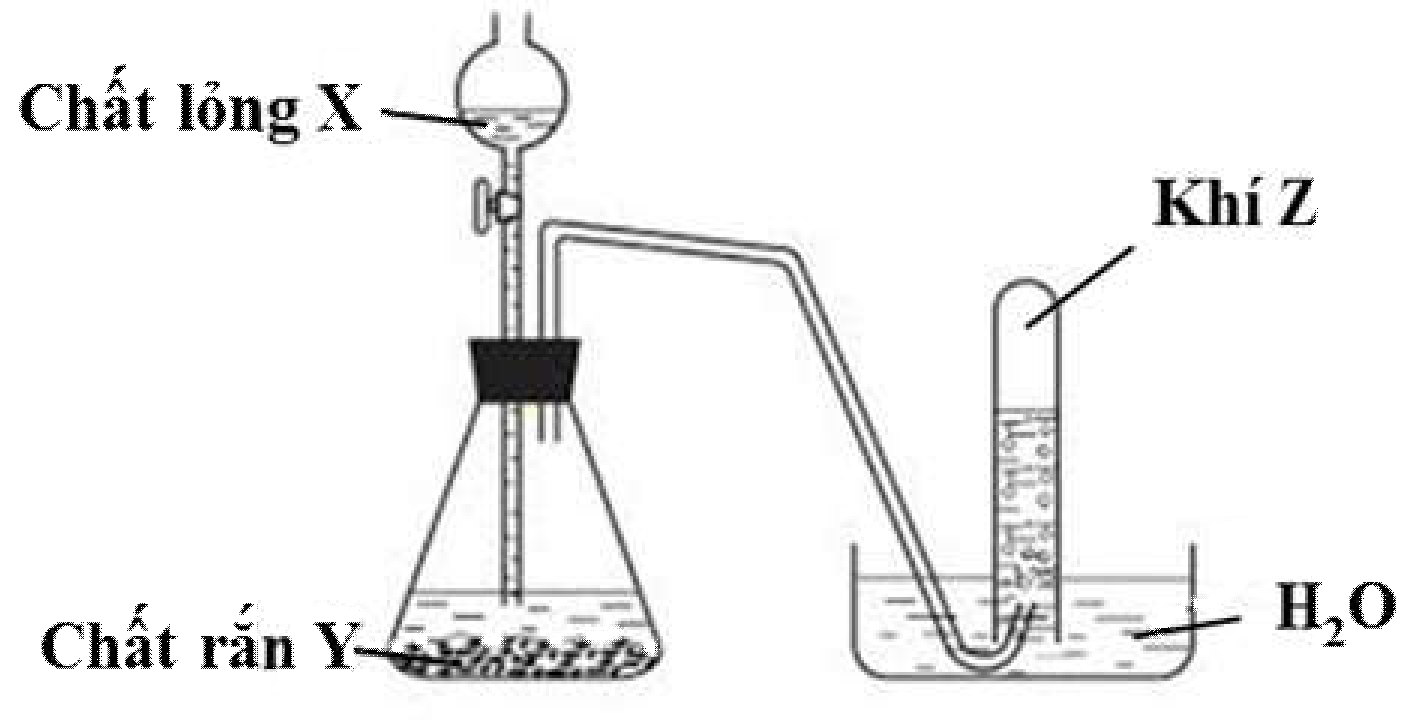 Chất lỏng X
Khí Z
H₂O
Chất rắn Y